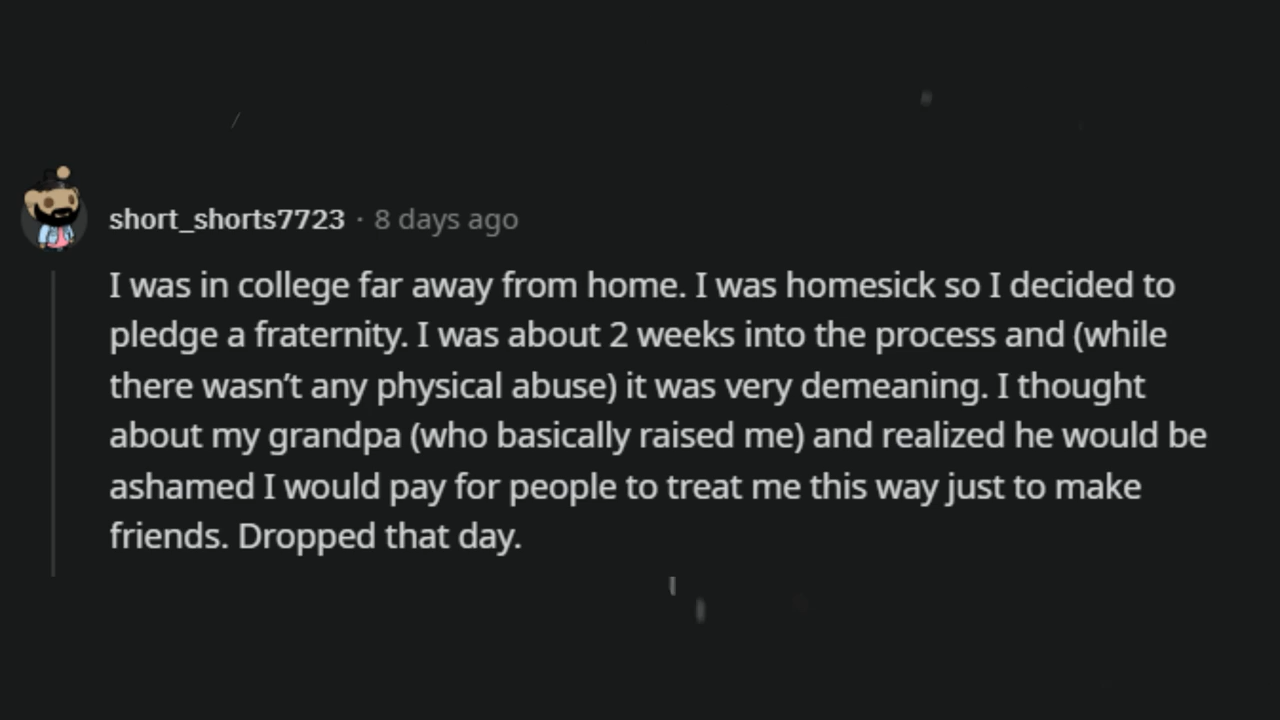 short_shorts7723 · 8 days ago
I was in college far away from home. I was homesick so I decided to
pledge a fraternity. I was about 2 weeks into the process and (while
there wasn’t any physical abuse) it was very demeaning. I thought
about my grandpa (who basically raised me) and realized he would be
ashamed I would pay for people to treat me this way just to make
friends. Dropped that day.